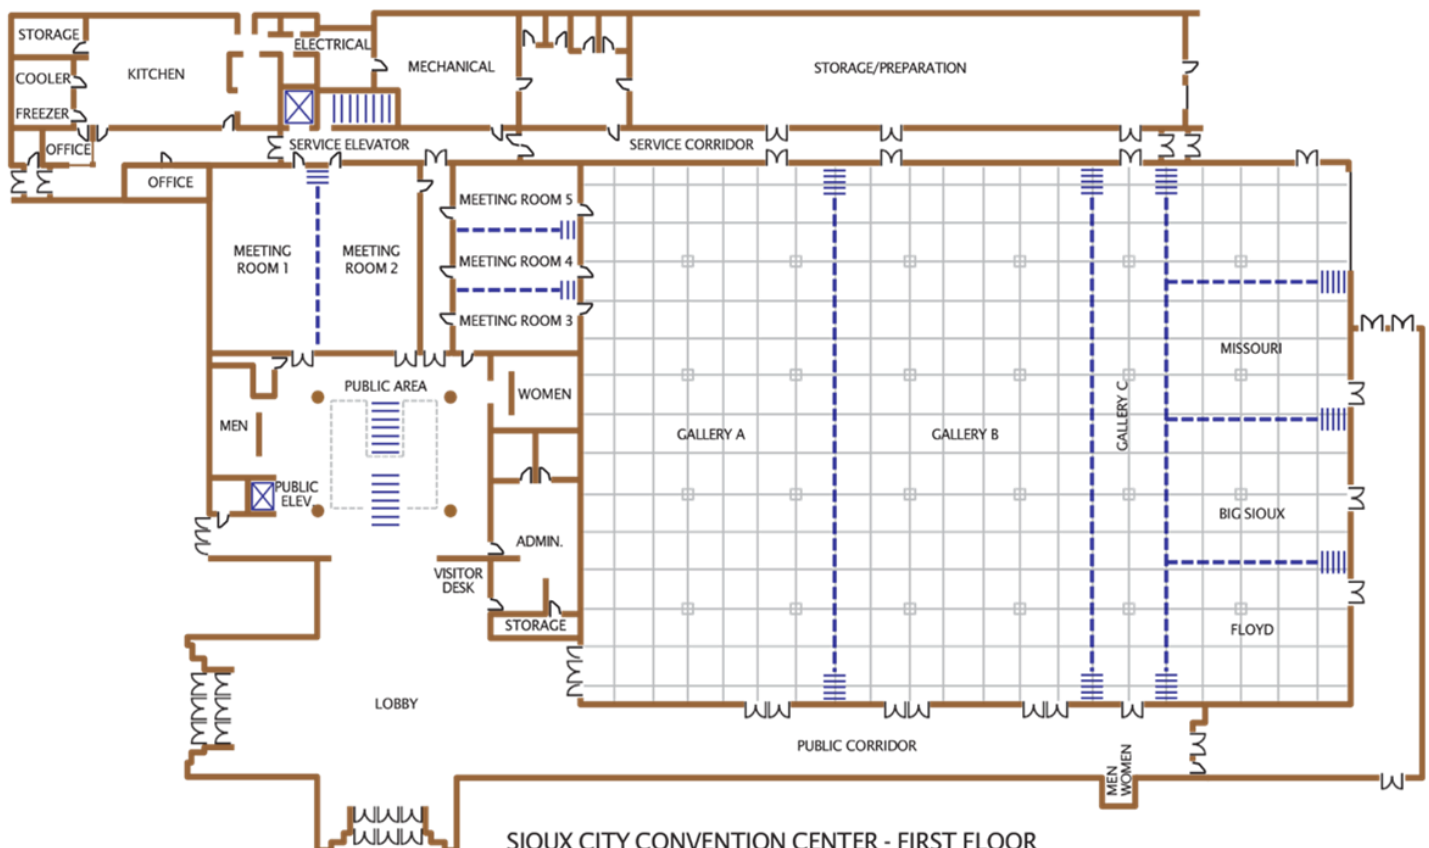 STORAGE
COOLER
FREEZER
KITCHEN
ELECTRICAL
MECHANICAL
STORAGE/PREPARATION
OFFICE
SERVICE ELEVATOR
SERVICE CORRIDOR
OFFICE
MEETING
ROOM 1
MEETING
ROOM 2
MEETING ROOM 5
MEETING ROOM 4
MEETING ROOM 3
MISSOURI
PUBLIC AREA
WOMEN
MEN
GALLERY A
GALLERY B
GALLERY C
PUBLIC
ELEV.
BIG SIOUX
ADMIN.
VISITOR
DESK
STORAGE
FLOYD
LOBBY
PUBLIC CORRIDOR
MEN
WOMEN
SIOUX CITY CONVENTION CENTER - FIRST FLOOR